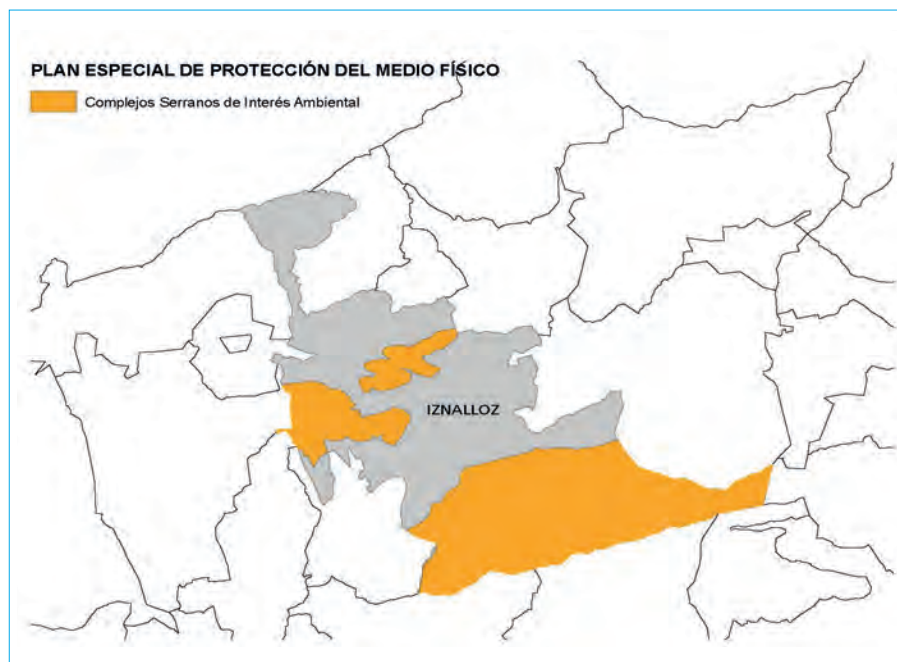 PLAN ESPECIAL DE PROTECCIÓN DEL MEDIO FÍSICO
Complejos Serranos de Interés Ambiental
IZNALLOZ